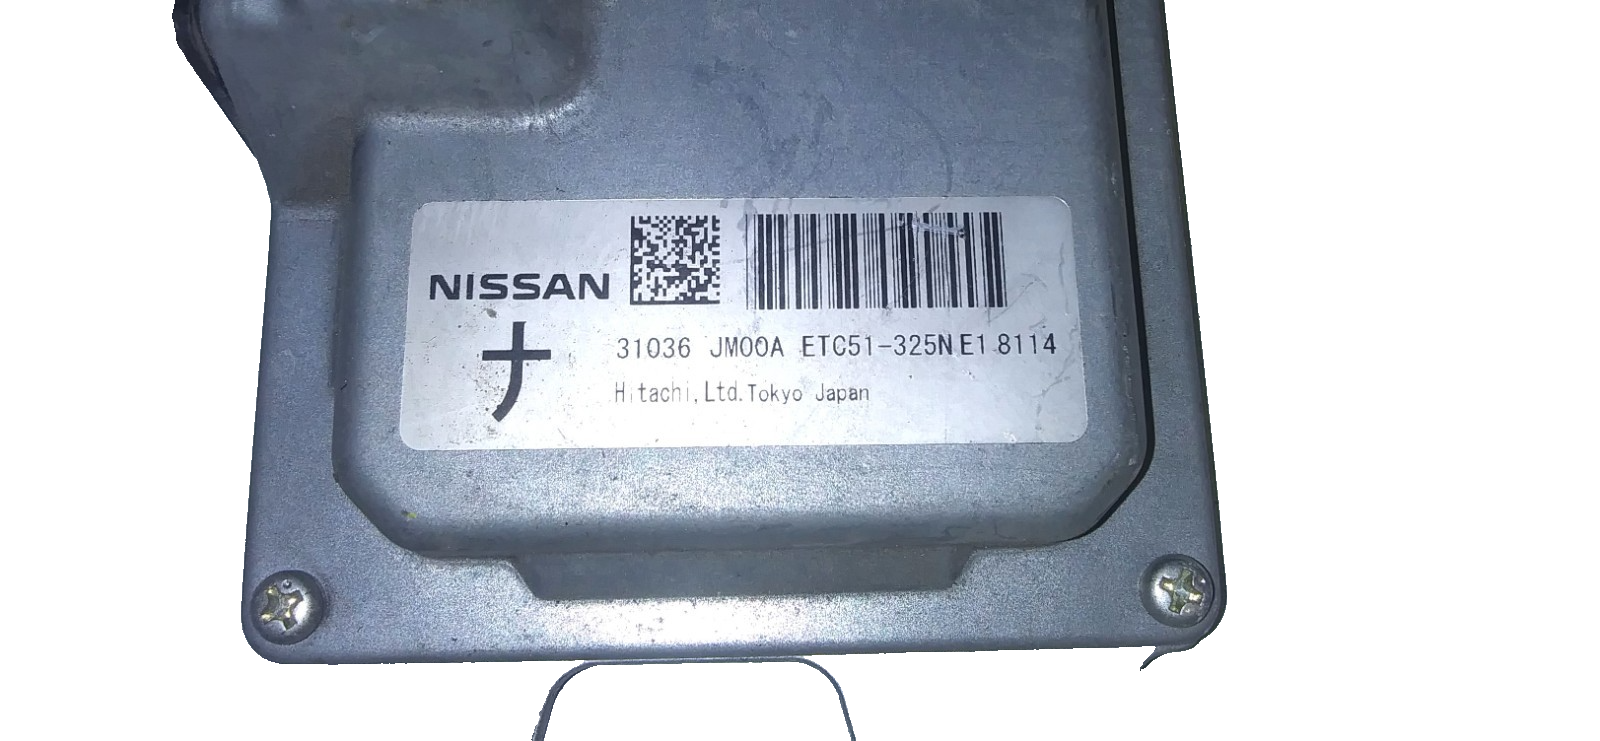 NISSAN
ナ
31036 JM00A ETC51-325N E1 8114
Hitachi,Ltd.Tokyo Japan